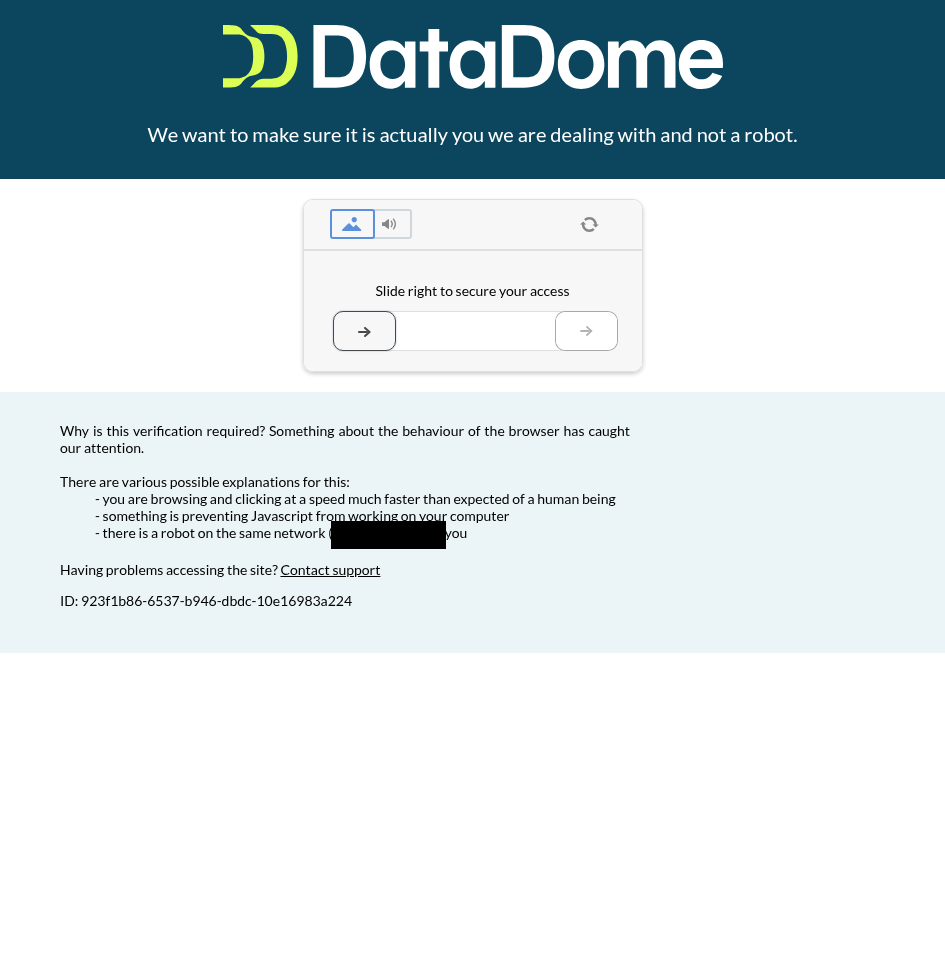 DataDome
We want to make sure it is actually you we are dealing with and not a robot.
Slide right to secure your access
Why is this verification required? Something about the behaviour of the browser has caught
our attention.
There are various possible explanations for this:
- you are browsing and clicking at a speed much faster than expected of a human being
- something is preventing Javascript from working on your computer
- there is a robot on the same network you
Having problems accessing the site? Contact support
ID: 923f1b86-6537-b946-dbdc-10e16983a224